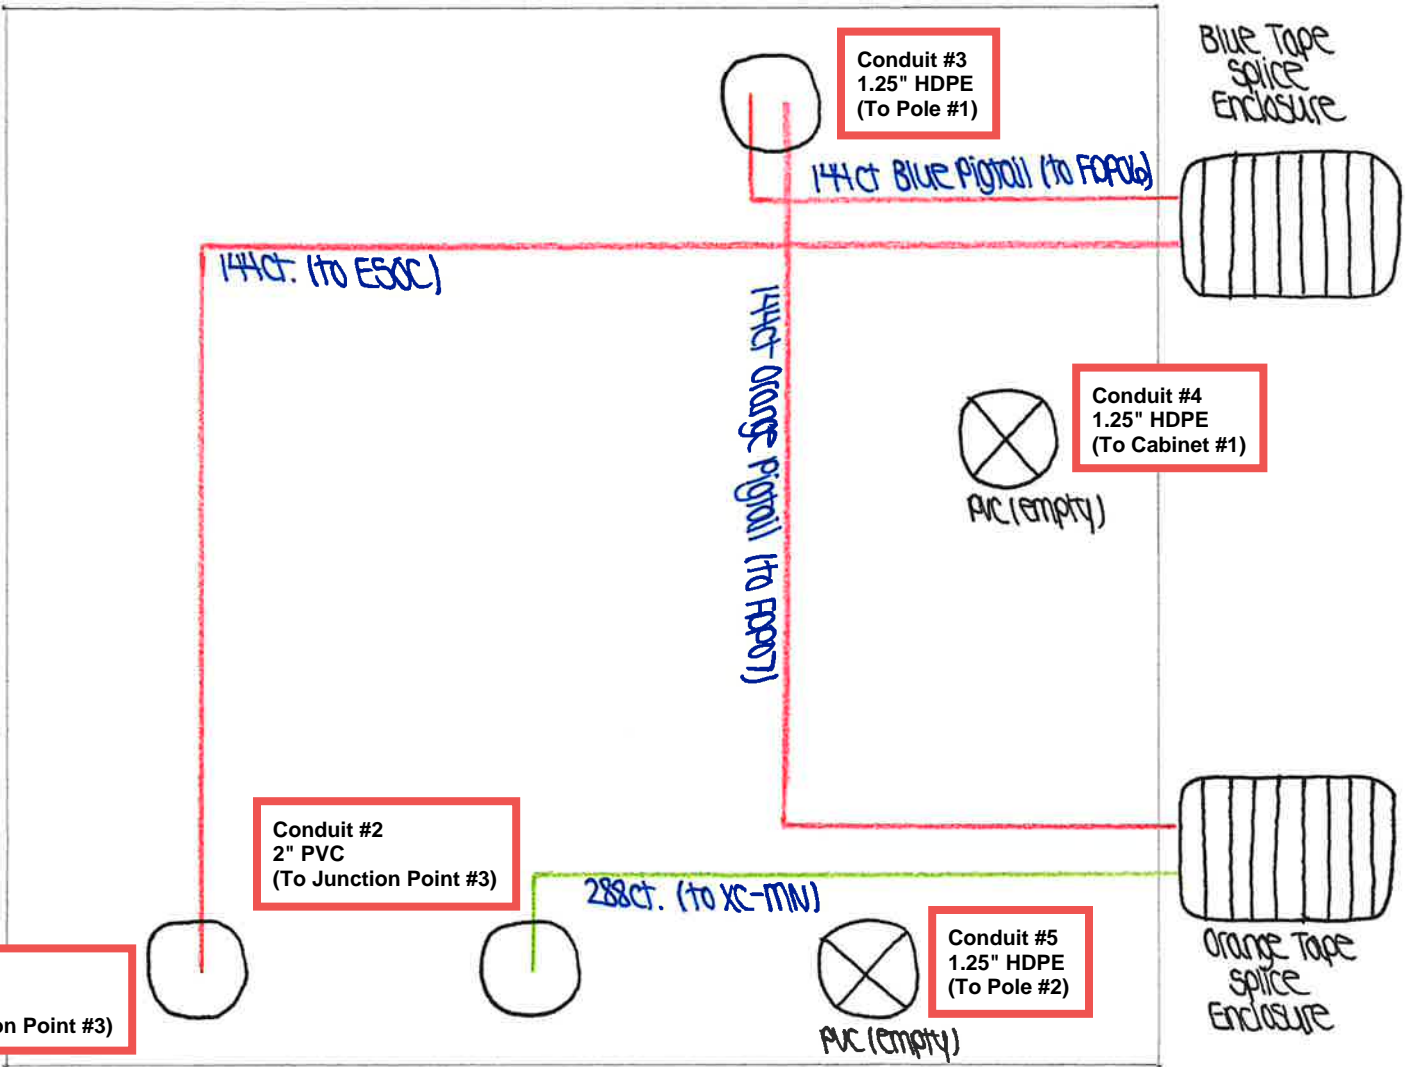 Conduit #3
1.25" HDPE
(To Pole #1)
Blue Tape
Splice
Enclosure
144ct Blue Pigtail (to FDP06)
144ct. (to ESOC)
144ct Orange Pigtail (to FDP07)
Conduit #4
1.25" HDPE
(To Cabinet #1)
PVC (empty)
Conduit #2
2" PVC
(To Junction Point #3)
288ct. (to XC-MN)
Conduit #5
1.25" HDPE
(To Pole #2)
PVC (empty)
on Point #3)
Orange Tape
Splice
Enclosure